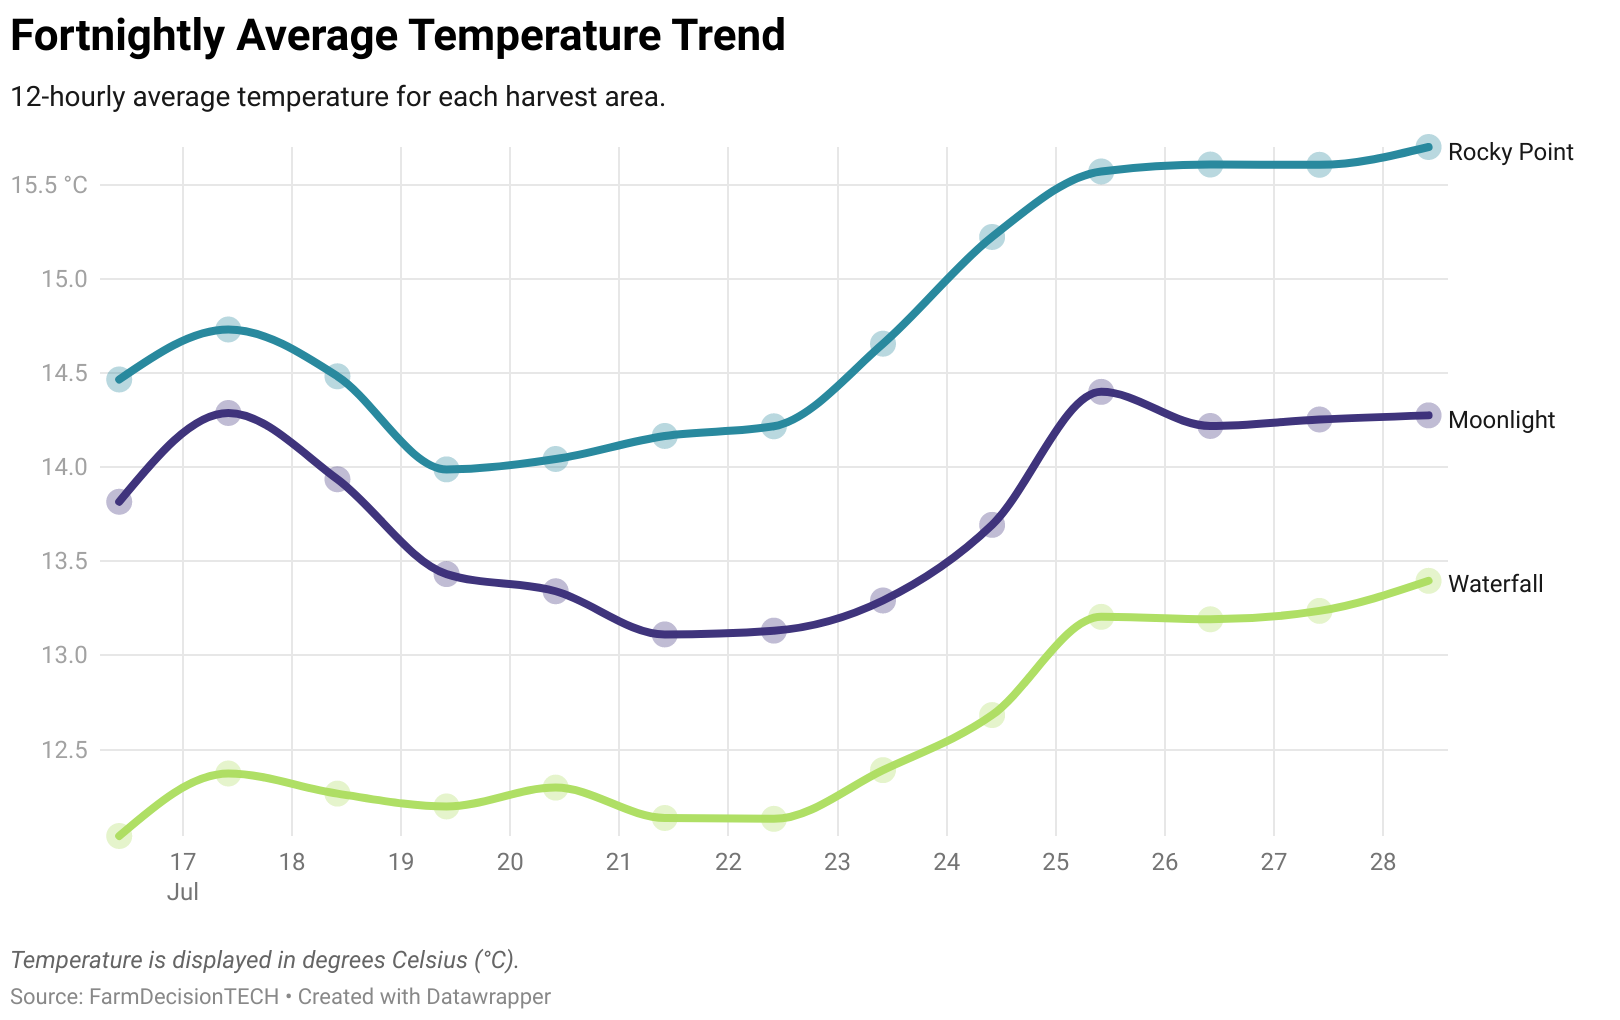 Fortnightly Average Temperature Trend
12-hourly average temperature for each harvest area.
Rocky Point
15.5 °C
15.0
14.5
Moonlight
14.0
13.5
Waterfall
13.0
12.5
17 18 19 20 21 22 23 24 25 26 27 28
Jul
Temperature is displayed in degrees Celsius (°C).
Source: FarmDecisionTECH • Created with Datawrapper